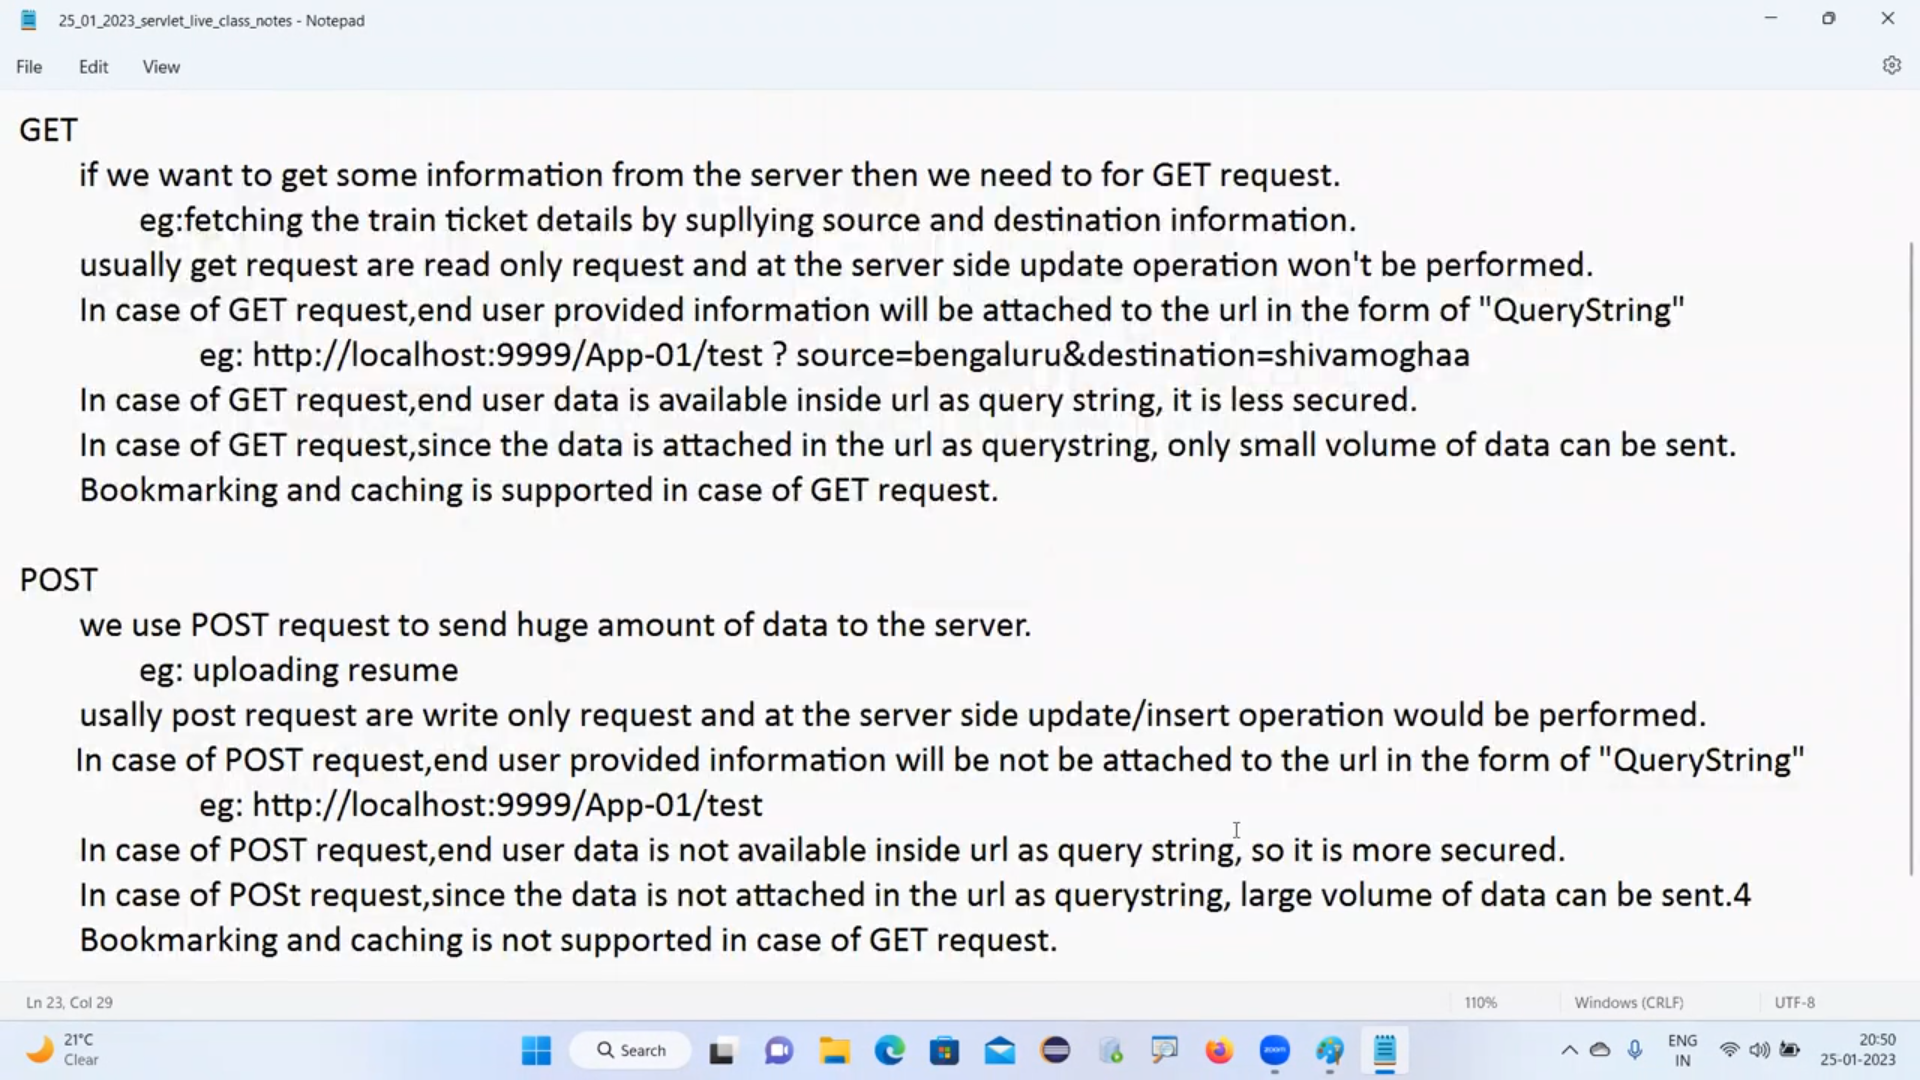 25_01_2023_servlet_live_class_notes - Notepad
File Edit View
GET
if we want to get some information from the server then we need to for GET request.
eg:fetching the train ticket details by supllying source and destination information.
usually get request are read only request and at the server side update operation won't be performed.
In case of GET request,end user provided information will be attached to the url in the form of "QueryString"
eg: http://localhost:9999/App-01/test ? source=bengaluru&destination=shivamoghaa
In case of GET request,end user data is available inside url as query string, it is less secured.
In case of GET request,since the data is attached in the url as querystring, only small volume of data can be sent.
Bookmarking and caching is supported in case of GET request.
POST
we use POST request to send huge amount of data to the server.
eg: uploading resume
usally post request are write only request and at the server side update/insert operation would be performed.
In case of POST request,end user provided information will be not be attached to the url in the form of "QueryString"
eg: http://localhost:9999/App-01/test
In case of POST request,end user data is not available inside url as query string, so it is more secured.
In case of POSt request,since the data is not attached in the url as querystring, large volume of data can be sent.4
Bookmarking and caching is not supported in case of GET request.
Ln 23, Col 29 110% Windows (CRLF) UTF-8
21°C
Clear
Search
zoom
ENG
IN
20:50
25-01-2023